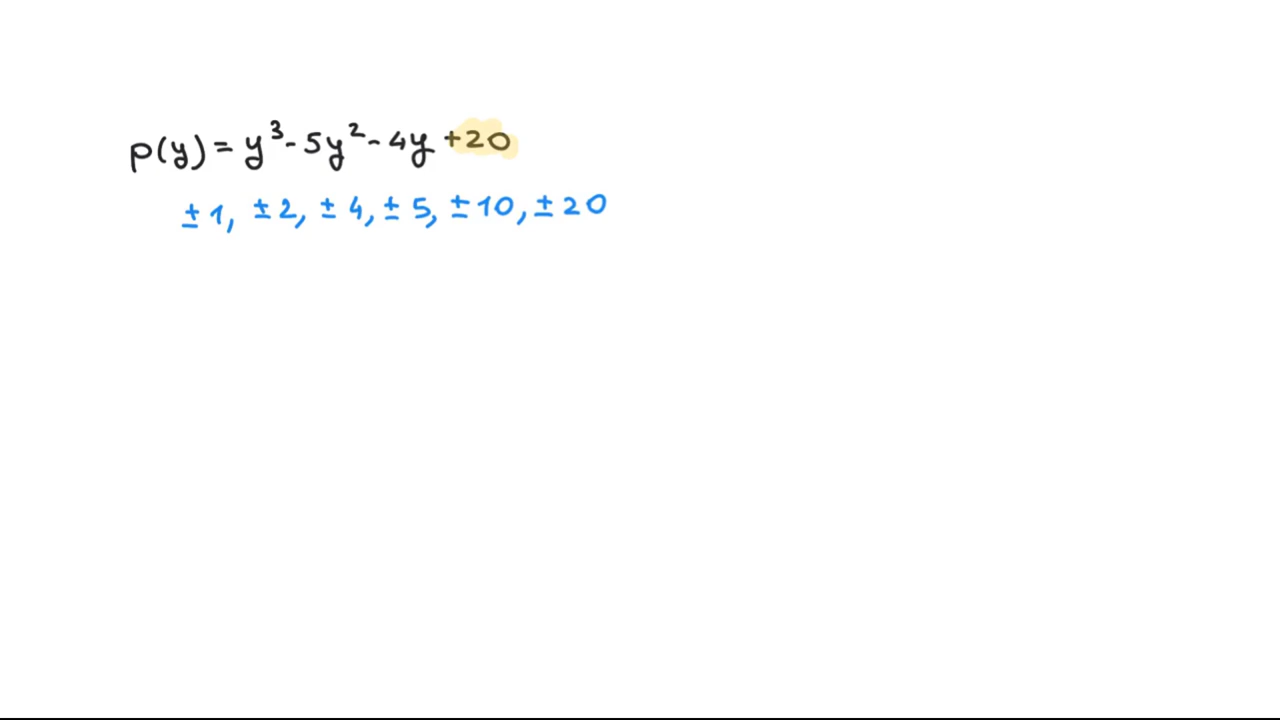 p(y) = y³ - 5y² - 4y + 20
± 1, ± 2, ± 4, ± 5, ± 10, ± 20